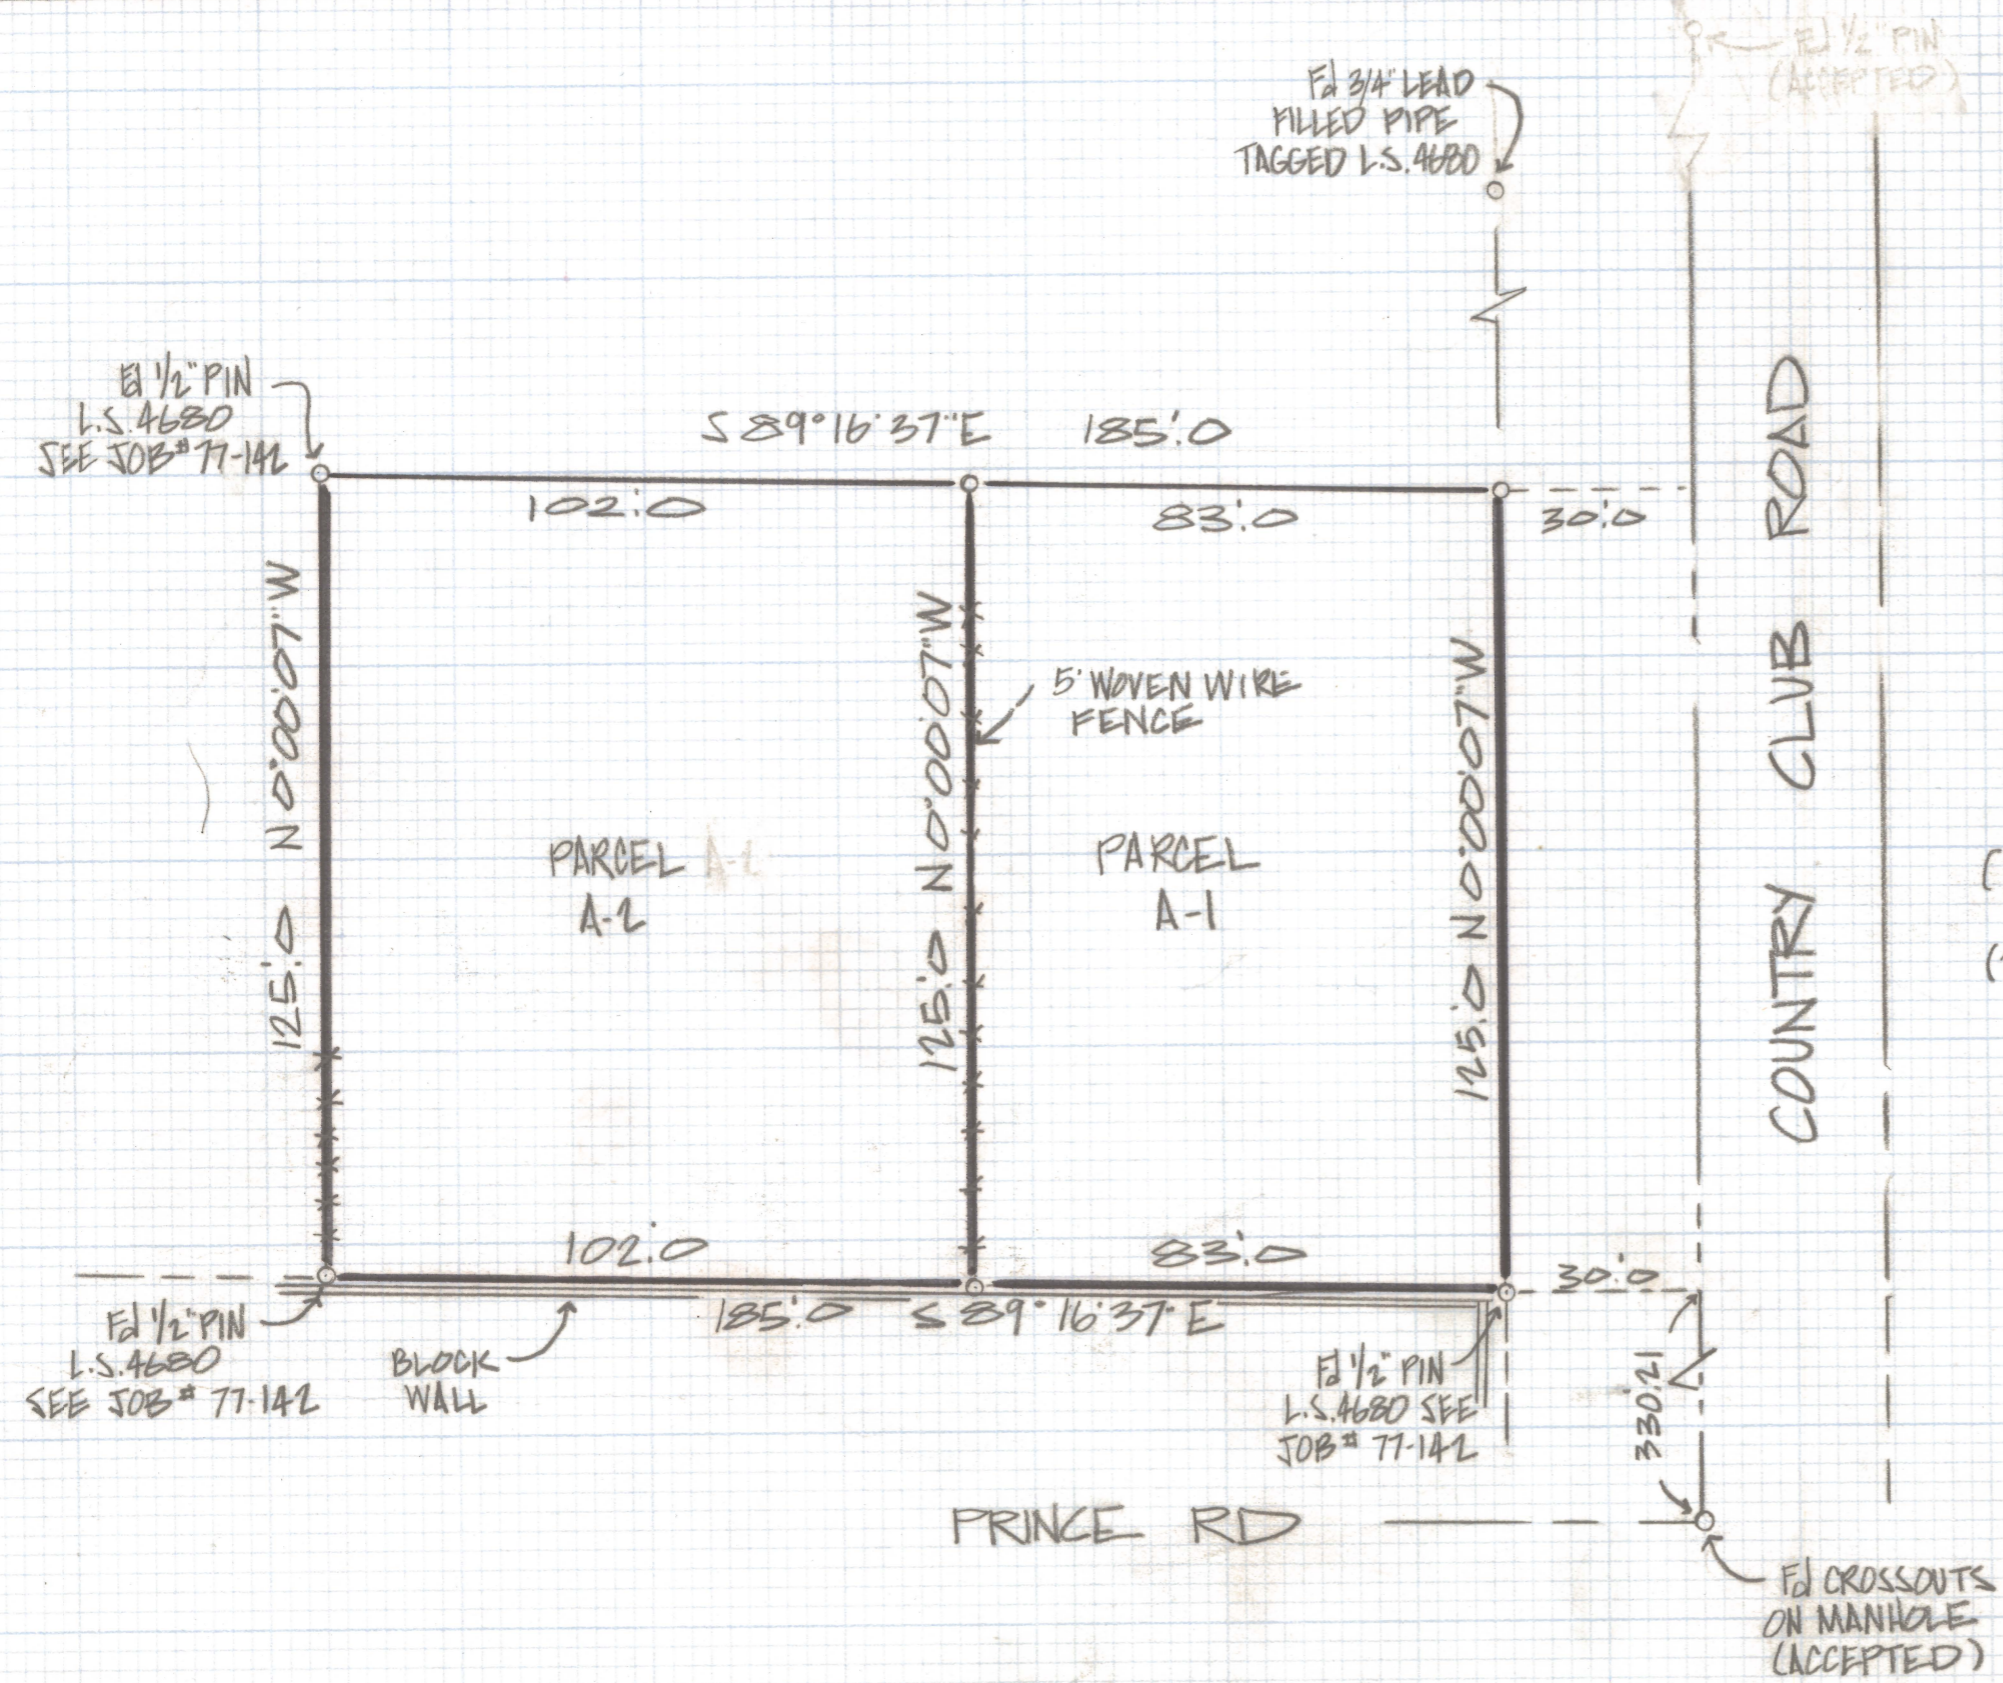 Fd 1/2" PIN
(ACCEPTED)
Fd 3/4" LEAD
FILLED PIPE
TAGGED L.S. 4680
Fd 1/2" PIN
L.S. 4680
SEE JOB# 77-142
S 89° 16' 37" E 185'.0
102'.0
83'.0
30'.0
125'.0 N 0°00'07" W
125'.0 N 0°00'07" W
125'.0 N 0°00'07" W
5' WOVEN WIRE
FENCE
PARCEL A-2
A-2
PARCEL
A-1
COUNTRY CLUB ROAD
102'.0
83'.0
30'.0
185'.0 S 89° 16' 37" E
Fd 1/2" PIN
L.S. 4680
SEE JOB# 77-142
BLOCK
WALL
Fd 1/2" PIN
L.S. 4680 SEE
JOB# 77-142
330'.21
PRINCE RD
Fd CROSSOUTS
ON MANHOLE
(ACCEPTED)